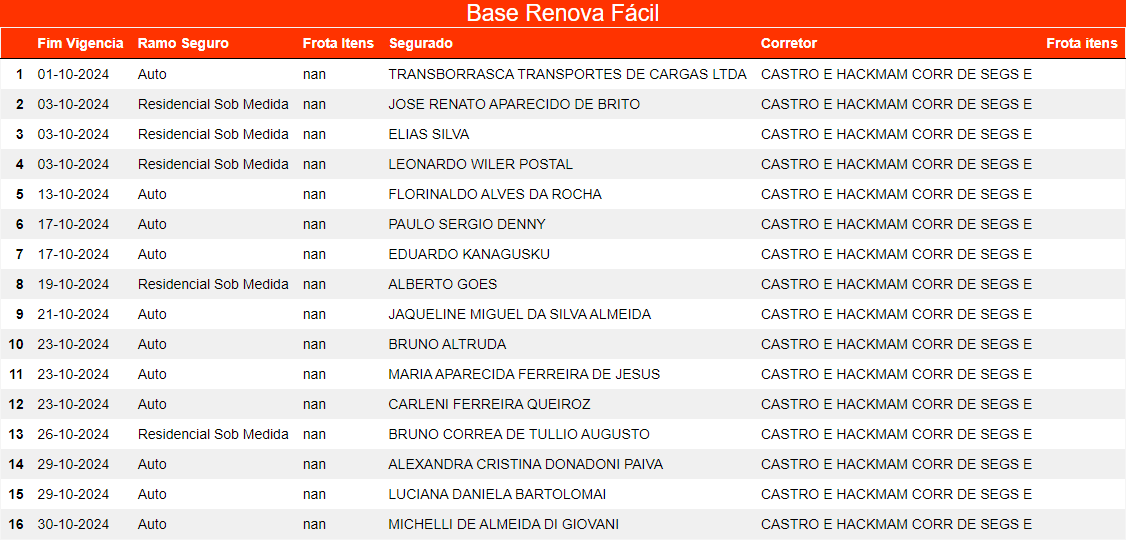 Base Renova Fácil
Fim Vigencia Ramo Seguro Frota Itens Segurado Corretor Frota itens
1 01-10-2024 Auto nan TRANSBORRASCA TRANSPORTES DE CARGAS LTDA CASTRO E HACKMAM CORR DE SEGS E
2 03-10-2024 Residencial Sob Medida nan JOSE RENATO APARECIDO DE BRITO CASTRO E HACKMAM CORR DE SEGS E
3 03-10-2024 Residencial Sob Medida nan ELIAS SILVA CASTRO E HACKMAM CORR DE SEGS E
4 03-10-2024 Residencial Sob Medida nan LEONARDO WILER POSTAL CASTRO E HACKMAM CORR DE SEGS E
5 13-10-2024 Auto nan FLORINALDO ALVES DA ROCHA CASTRO E HACKMAM CORR DE SEGS E
6 17-10-2024 Auto nan PAULO SERGIO DENNY CASTRO E HACKMAM CORR DE SEGS E
7 17-10-2024 Auto nan EDUARDO KANAGUSKU CASTRO E HACKMAM CORR DE SEGS E
8 19-10-2024 Residencial Sob Medida nan ALBERTO GOES CASTRO E HACKMAM CORR DE SEGS E
9 21-10-2024 Auto nan JAQUELINE MIGUEL DA SILVA ALMEIDA CASTRO E HACKMAM CORR DE SEGS E
10 23-10-2024 Auto nan BRUNO ALTRUDA CASTRO E HACKMAM CORR DE SEGS E
11 23-10-2024 Auto nan MARIA APARECIDA FERREIRA DE JESUS CASTRO E HACKMAM CORR DE SEGS E
12 23-10-2024 Auto nan CARLENI FERREIRA QUEIROZ CASTRO E HACKMAM CORR DE SEGS E
13 26-10-2024 Residencial Sob Medida nan BRUNO CORREA DE TULLIO AUGUSTO CASTRO E HACKMAM CORR DE SEGS E
14 29-10-2024 Auto nan ALEXANDRA CRISTINA DONADONI PAIVA CASTRO E HACKMAM CORR DE SEGS E
15 29-10-2024 Auto nan LUCIANA DANIELA BARTOLOMAI CASTRO E HACKMAM CORR DE SEGS E
16 30-10-2024 Auto nan MICHELLI DE ALMEIDA DI GIOVANI CASTRO E HACKMAM CORR DE SEGS E